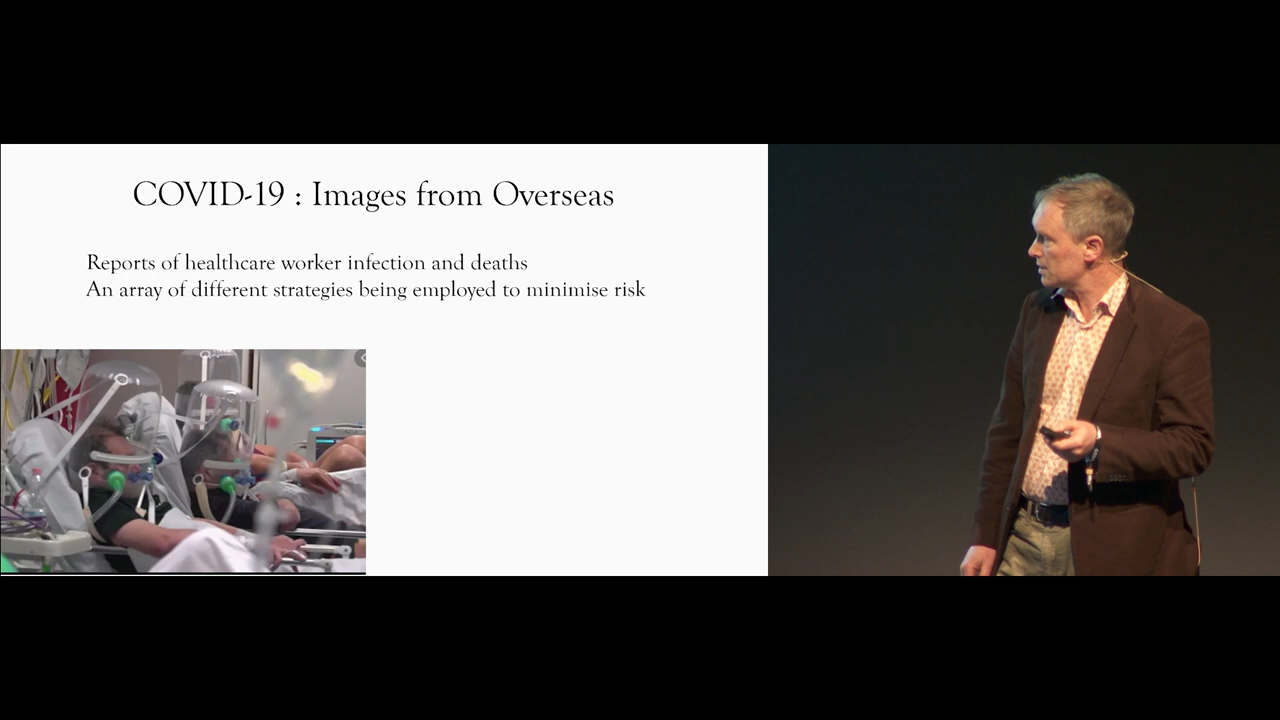 COVID-19 : Images from Overseas
Reports of healthcare worker infection and deaths
An array of different strategies being employed to minimise risk